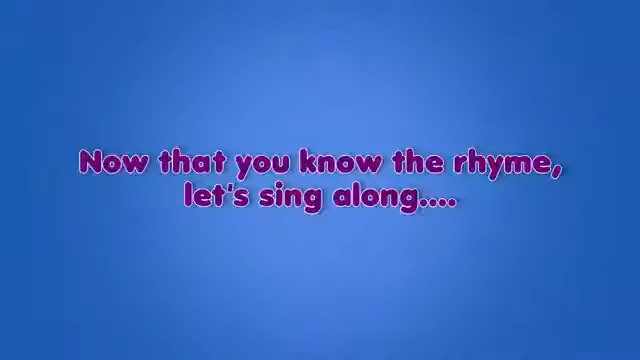 Now that you know the rhyme,
let's sing along....